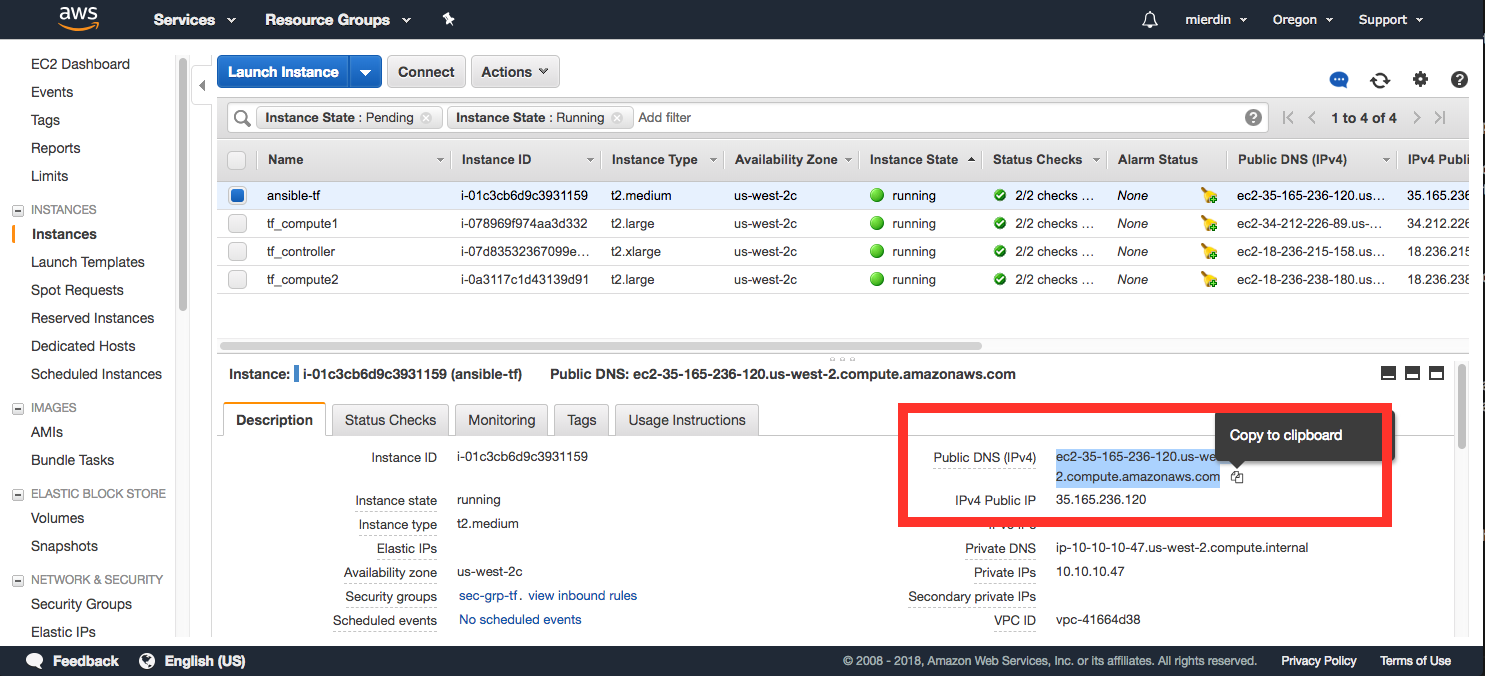 aws Services Resource Groups mierdin Oregon Support
EC2 Dashboard
Events
Tags
Reports
Limits
INSTANCES
Instances
Launch Templates
Spot Requests
Reserved Instances
Dedicated Hosts
Scheduled Instances
IMAGES
AMIs
Bundle Tasks
ELASTIC BLOCK STORE
Volumes
Snapshots
NETWORK & SECURITY
Security Groups
Elastic IPs
Launch Instance Connect Actions
Instance State : Pending Instance State : Running Add filter 1 to 4 of 4
Name Instance ID Instance Type Availability Zone Instance State Status Checks Alarm Status Public DNS (IPv4) IPv4 Publi
ansible-tf i-01c3cb6d9c3931159 t2.medium us-west-2c running 2/2 checks ... None ec2-35-165-236-120.us... 35.165.236
tf_compute1 i-078969f974aa3d332 t2.large us-west-2c running 2/2 checks ... None ec2-34-212-226-89.us-... 34.212.226
tf_controller i-07d83532367099e... t2.xlarge us-west-2c running 2/2 checks ... None ec2-18-236-215-158.us... 18.236.215
tf_compute2 i-0a3117c1d43139d91 t2.large us-west-2c running 2/2 checks ... None ec2-18-236-238-180.us... 18.236.238
Instance: i-01c3cb6d9c3931159 (ansible-tf) Public DNS: ec2-35-165-236-120.us-west-2.compute.amazonaws.com
Description Status Checks Monitoring Tags Usage Instructions
Copy to clipboard
Instance ID i-01c3cb6d9c3931159
Instance state running
Instance type t2.medium
Elastic IPs
Availability zone us-west-2c
Security groups sec-grp-tf. view inbound rules
Scheduled events No scheduled events
Public DNS (IPv4) ec2-35-165-236-120.us-we
2.compute.amazonaws.com
IPv4 Public IP 35.165.236.120
Private DNS ip-10-10-10-47.us-west-2.compute.internal
Private IPs 10.10.10.47
Secondary private IPs
VPC ID vpc-41664d38
Feedback English (US) © 2008 - 2018, Amazon Web Services, Inc. or its affiliates. All rights reserved. Privacy Policy Terms of Use